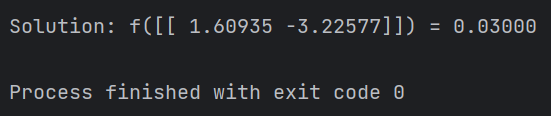 Solution: f([[ 1.60935 -3.22577]]) = 0.03000
Process finished with exit code 0